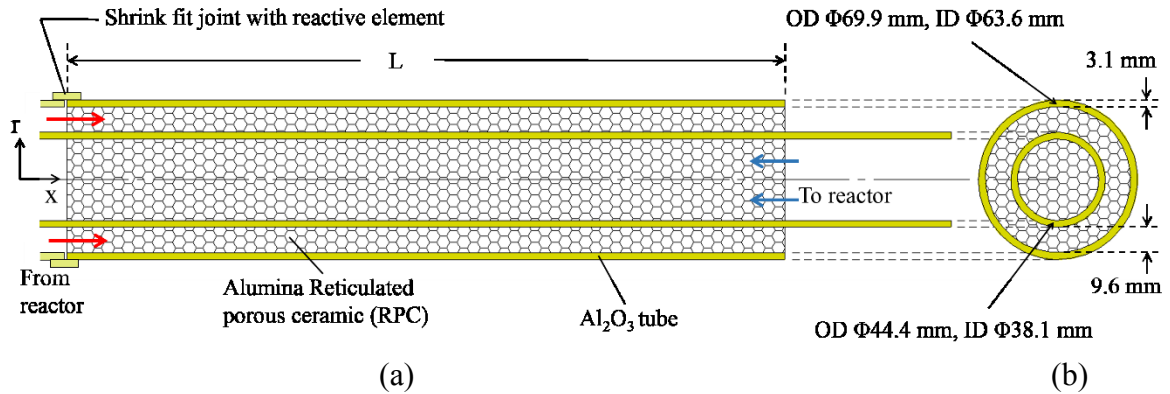 Shrink fit joint with reactive element
OD Φ69.9 mm, ID Φ63.6 mm
L
3.1 mm
r
x
To reactor
From
reactor
Alumina Reticulated
porous ceramic (RPC)
Al₂O₃ tube
9.6 mm
OD Φ44.4 mm, ID Φ38.1 mm
(a)
(b)